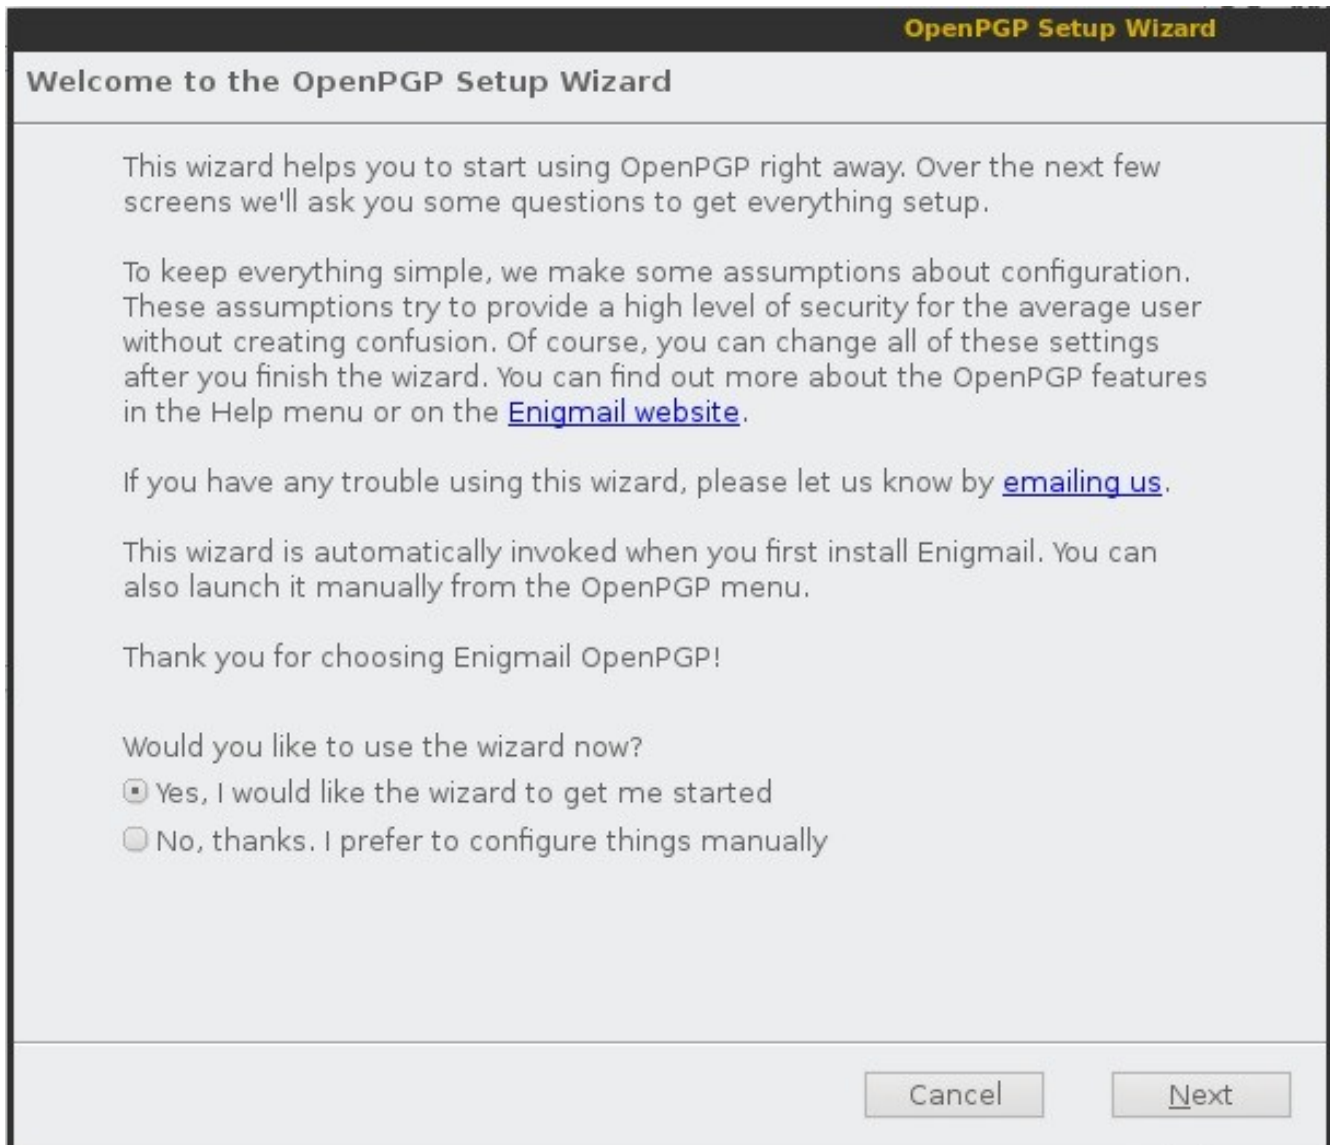 OpenPGP Setup Wizard
Welcome to the OpenPGP Setup Wizard
This wizard helps you to start using OpenPGP right away. Over the next few
screens we'll ask you some questions to get everything setup.
To keep everything simple, we make some assumptions about configuration.
These assumptions try to provide a high level of security for the average user
without creating confusion. Of course, you can change all of these settings
after you finish the wizard. You can find out more about the OpenPGP features
in the Help menu or on the Enigmail website.
If you have any trouble using this wizard, please let us know by emailing us.
This wizard is automatically invoked when you first install Enigmail. You can
also launch it manually from the OpenPGP menu.
Thank you for choosing Enigmail OpenPGP!
Would you like to use the wizard now?
Yes, I would like the wizard to get me started
No, thanks. I prefer to configure things manually
Cancel
Next